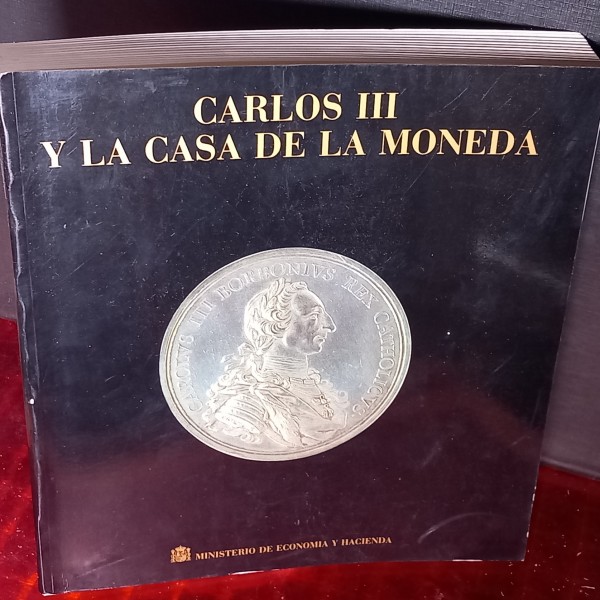 CARLOS III
Y LA CASA DE LA MONEDA
CAROLVS III BORBONIVS REX CATHOLICVS.
MINISTERIO DE ECONOMIA Y HACIENDA